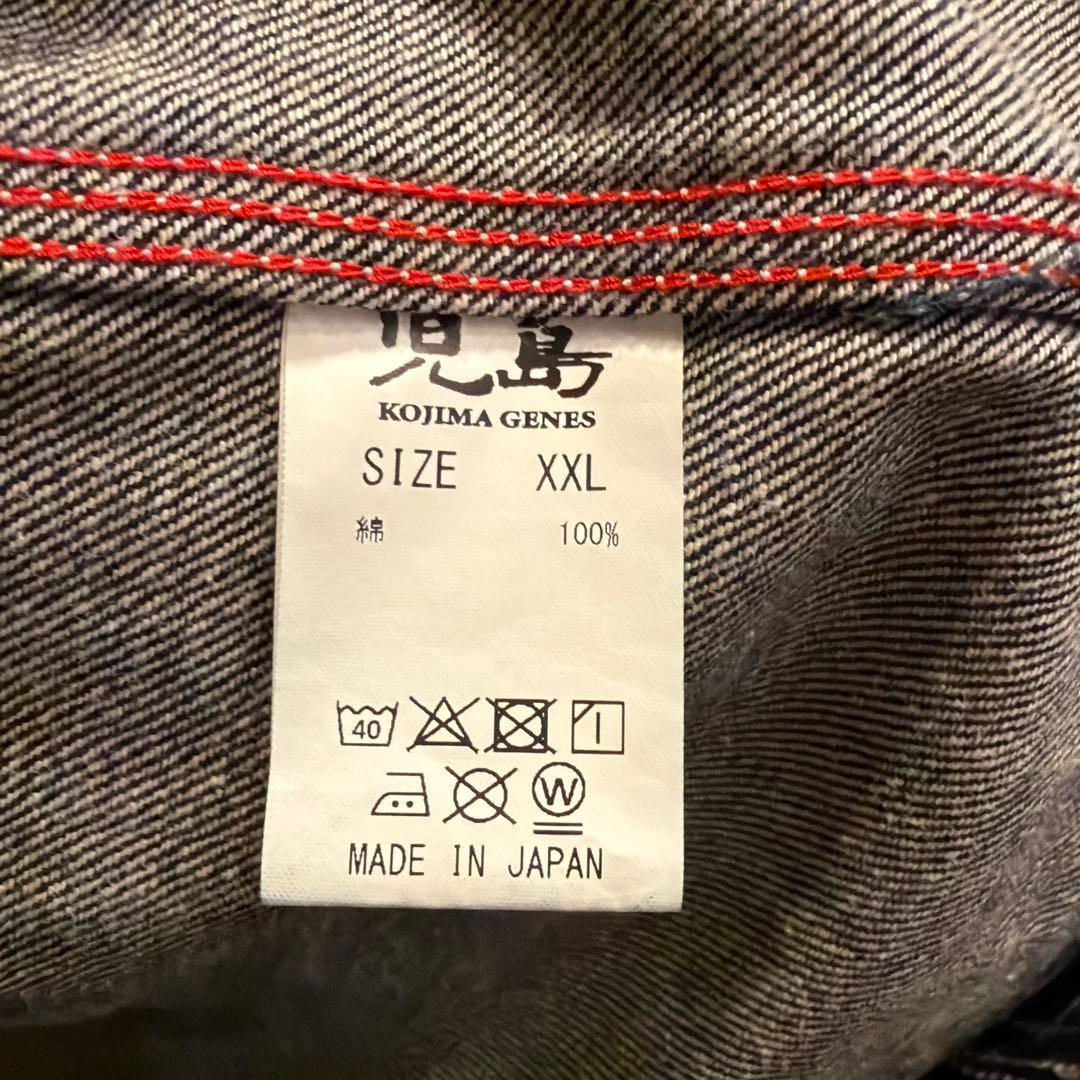 児島
KOJIMA GENES
SIZE XXL
綿 100%
40
W
MADE IN JAPAN